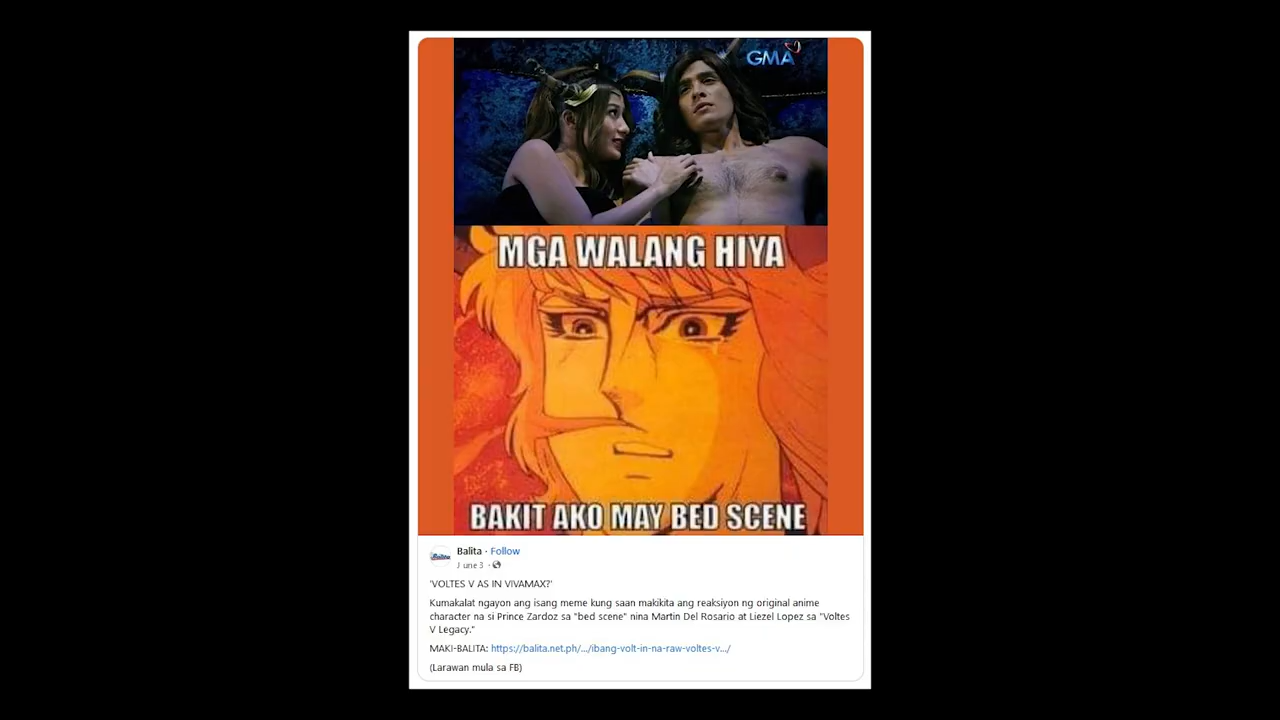 GMA
MGA WALANG HIYA
BAKIT AKO MAY BED SCENE
Balita
Balita · Follow
June 3 ·
'VOLTES V AS IN VIVAMAX?'
Kumakalat ngayon ang isang meme kung saan makikita ang reaksiyon ng original anime
character na si Prince Zardoz sa "bed scene" nina Martin Del Rosario at Liezel Lopez sa "Voltes
V Legacy."
MAKI-BALITA: https://balita.net.ph/.../ibang-volt-in-na-raw-voltes-v.../
(Larawan mula sa FB)